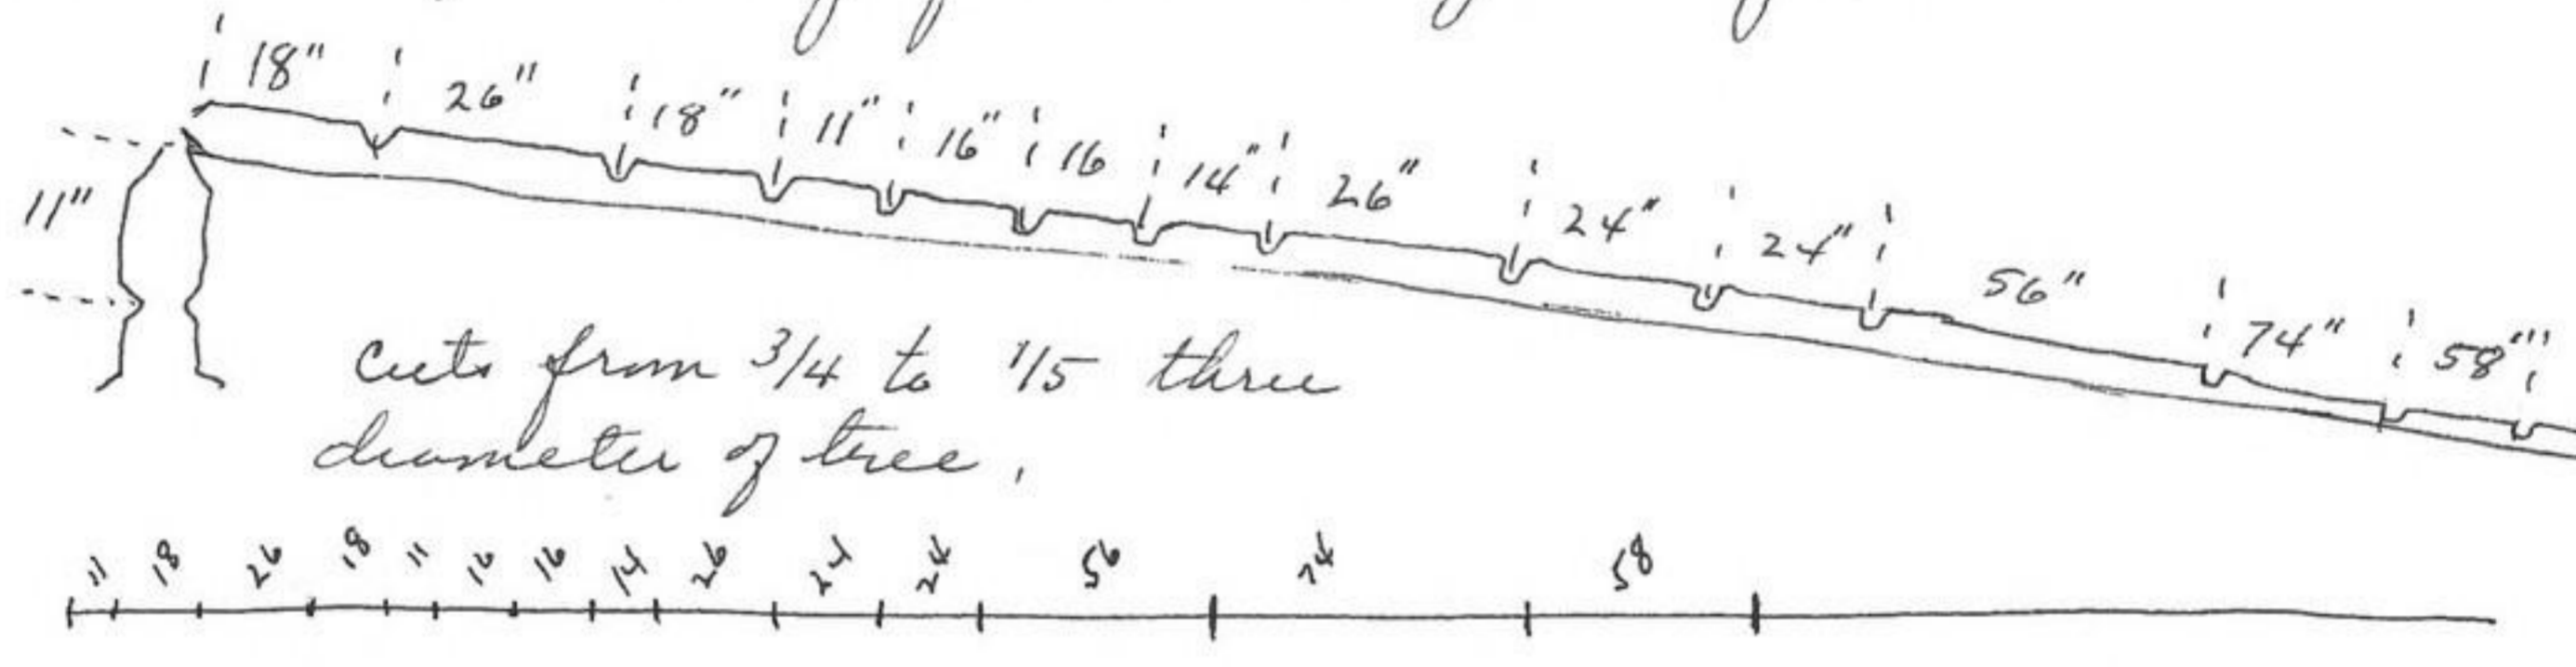 18" 26" 18" 11" 16" 16 14" 26" 24" 24" 56" 74" 58"'
11"
cuts from 3/4 to 1/5 thru
diameter of tree.
11 18 26 18 11 16 16 14 26 24 24 56 74 58